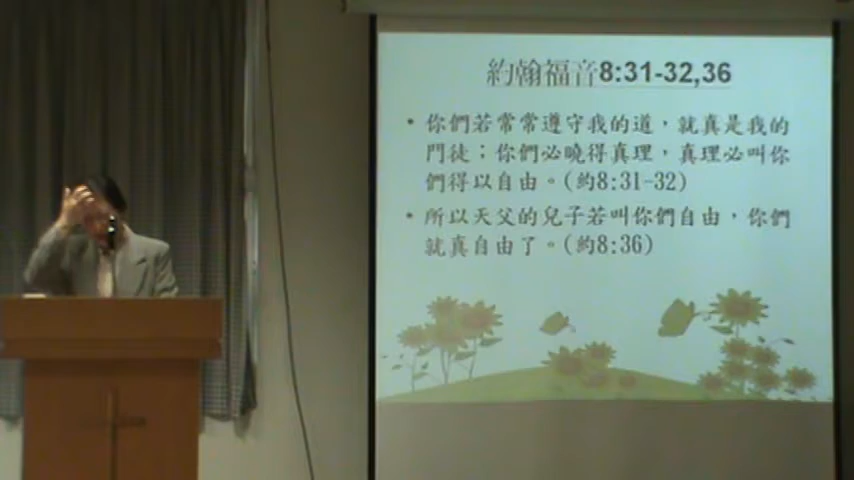 約翰福音8:31-32,36
• 你們若常常遵守我的道，就真是我的
門徒；你們必曉得真理，真理必叫你
們得以自由。(約8:31-32)
• 所以天父的兒子若叫你們自由，你們
就真自由了。(約8:36)